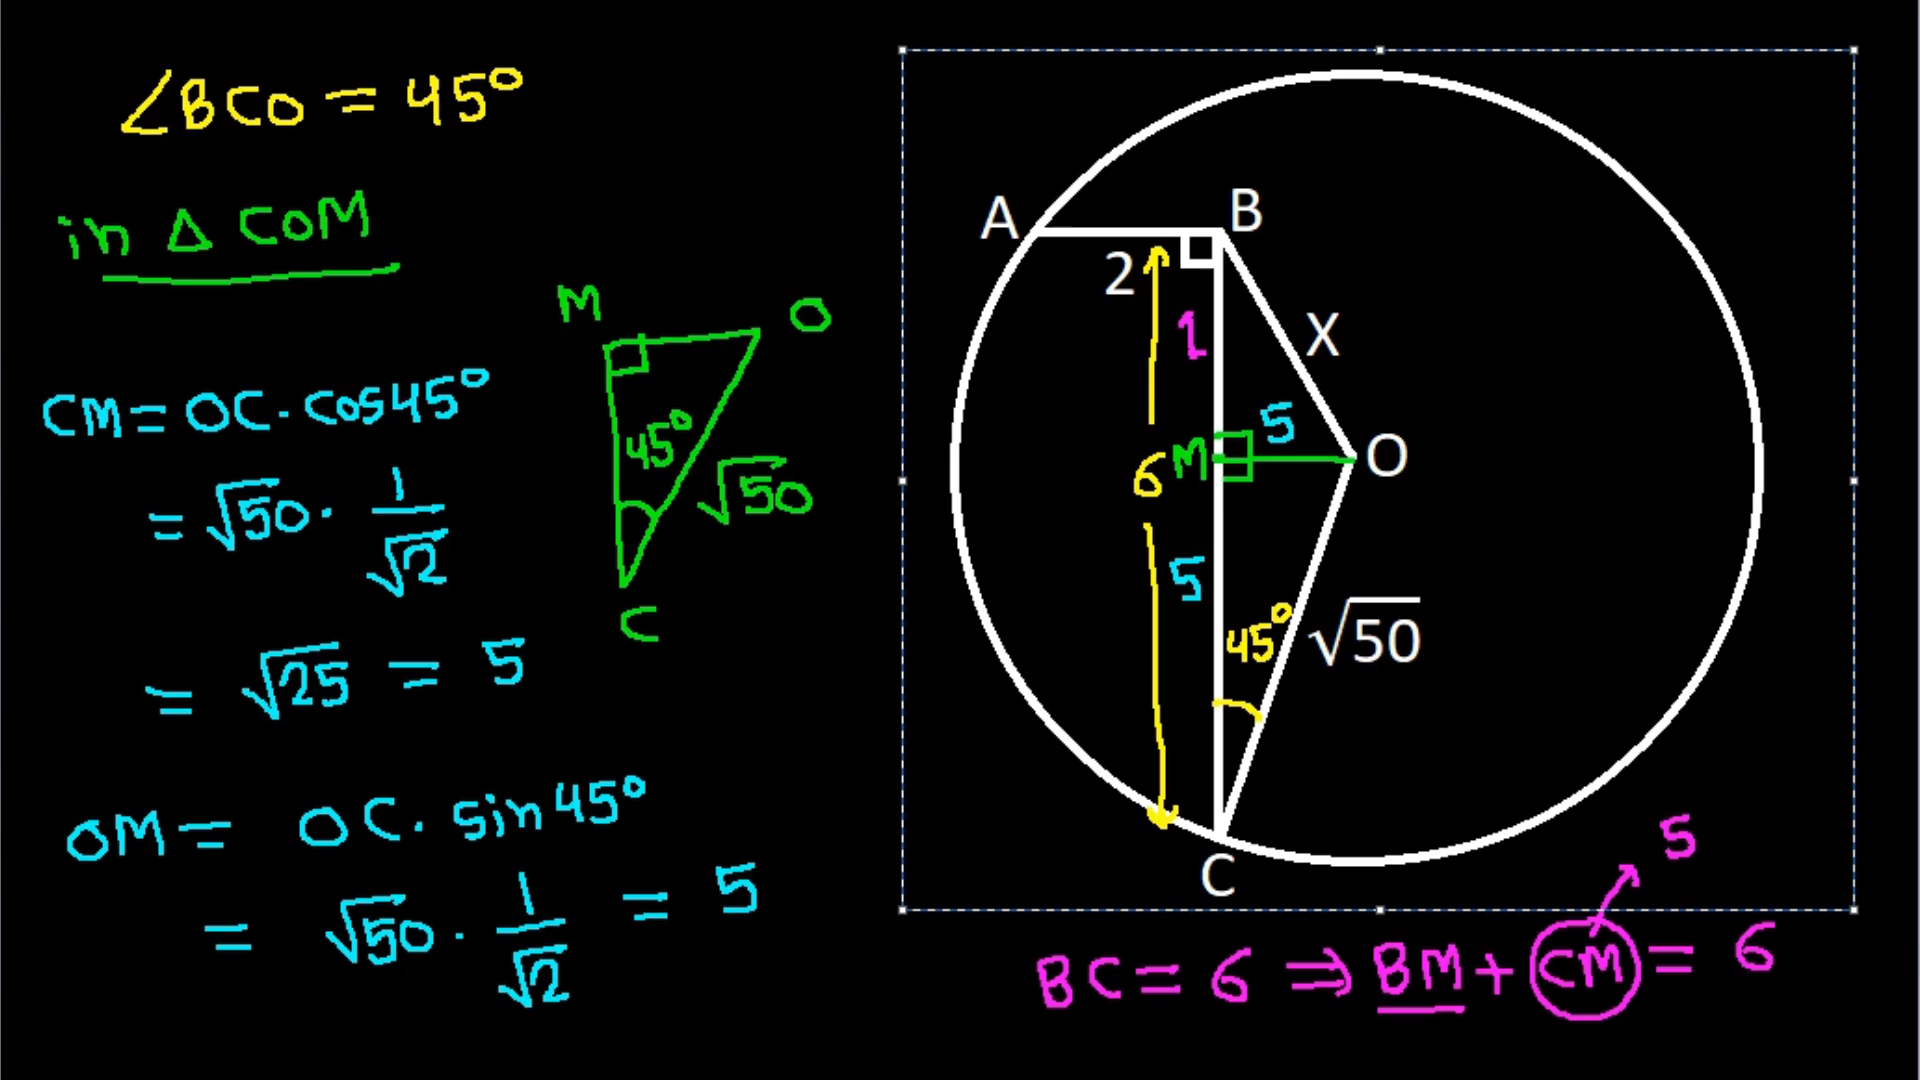 ∠BCO = 45°
in Δ COM
CM = OC · cos45°
= √50 · 1/√2
= √25 = 5
OM = OC · sin45°
= √50 · 1/√2 = 5
M
O
45°
√50
C
A
B
2
1
X
5
M
6
O
5
45°
√50
C
5
BC = 6 ⇒ BM + CM = 6